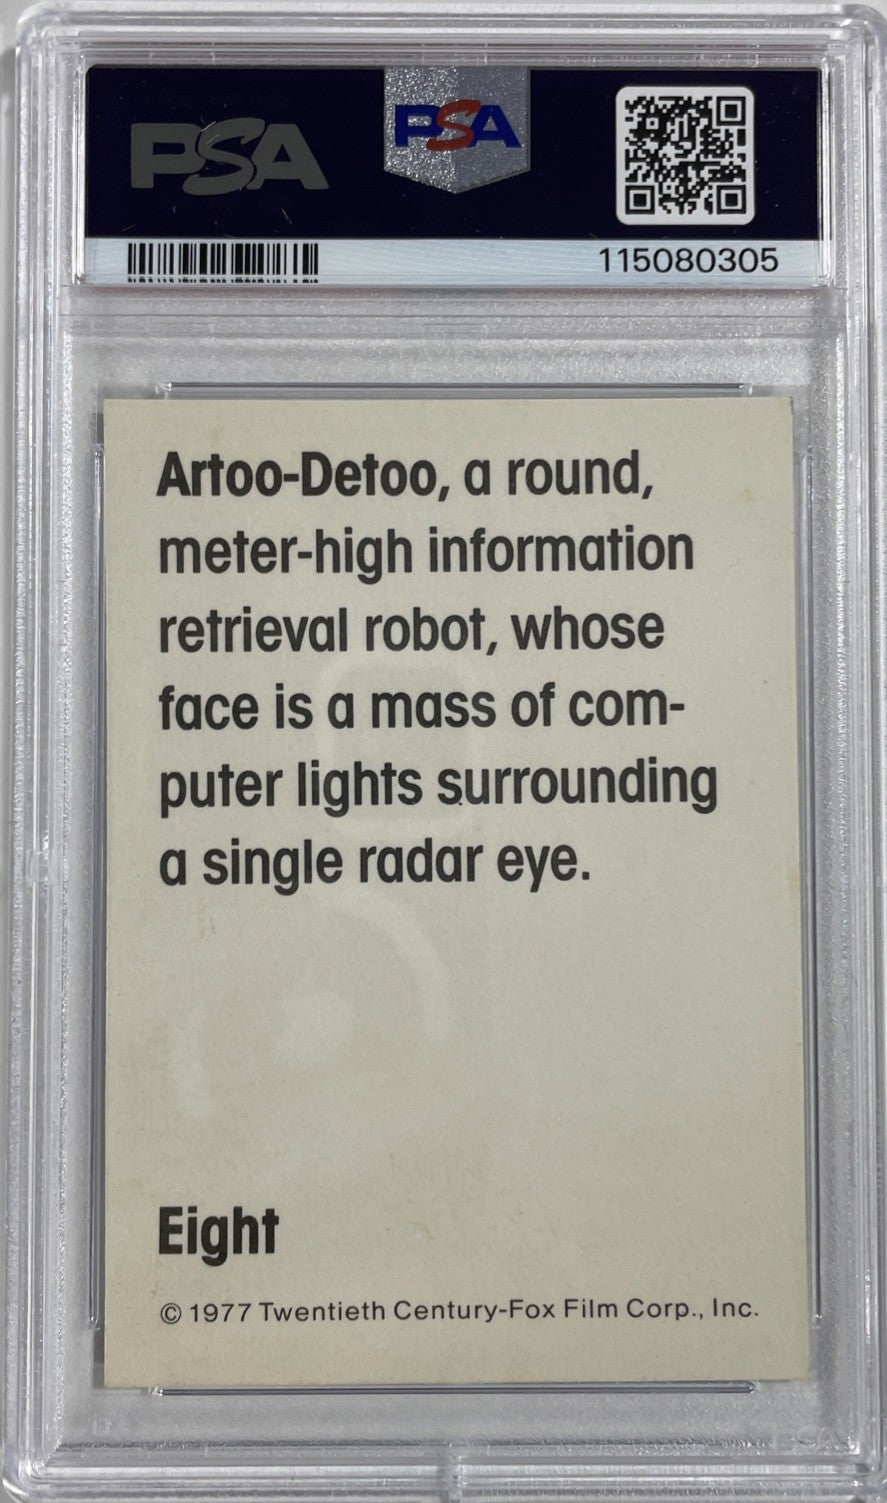 PSA
PSA
115080305
Artoo-Detoo, a round,
meter-high information
retrieval robot, whose
face is a mass of com-
puter lights surrounding
a single radar eye.
Eight
© 1977 Twentieth Century-Fox Film Corp., Inc.